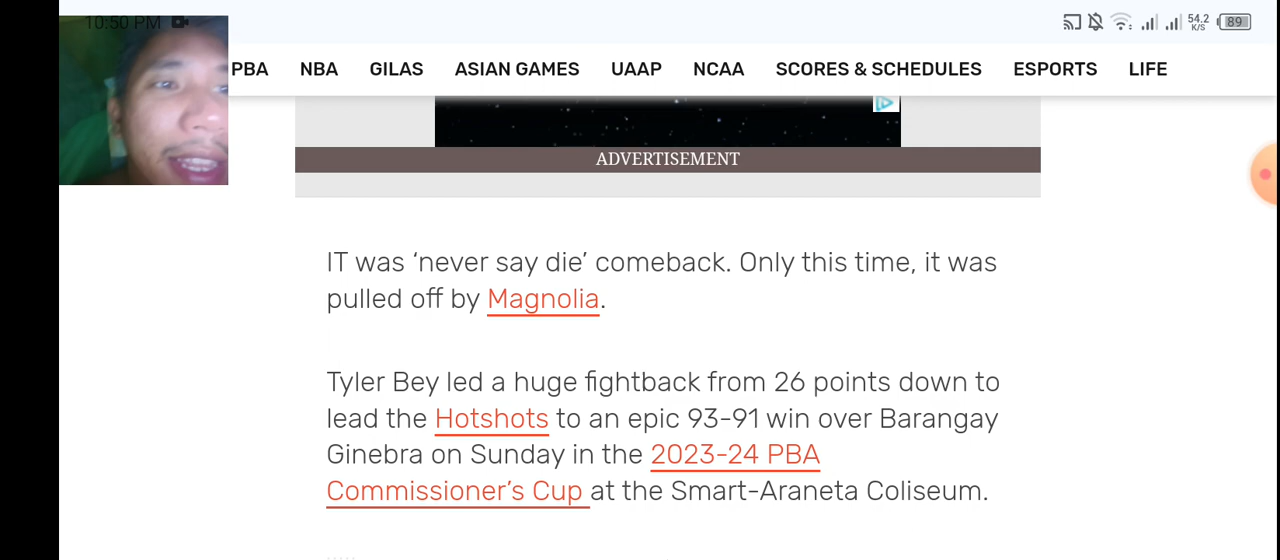 10:50 PM 54.2 K/S 89
PBA NBA GILAS ASIAN GAMES UAAP NCAA SCORES & SCHEDULES ESPORTS LIFE
ADVERTISEMENT
IT was ‘never say die’ comeback. Only this time, it was
pulled off by Magnolia.
Tyler Bey led a huge fightback from 26 points down to
lead the Hotshots to an epic 93-91 win over Barangay
Ginebra on Sunday in the 2023-24 PBA
Commissioner’s Cup at the Smart-Araneta Coliseum.